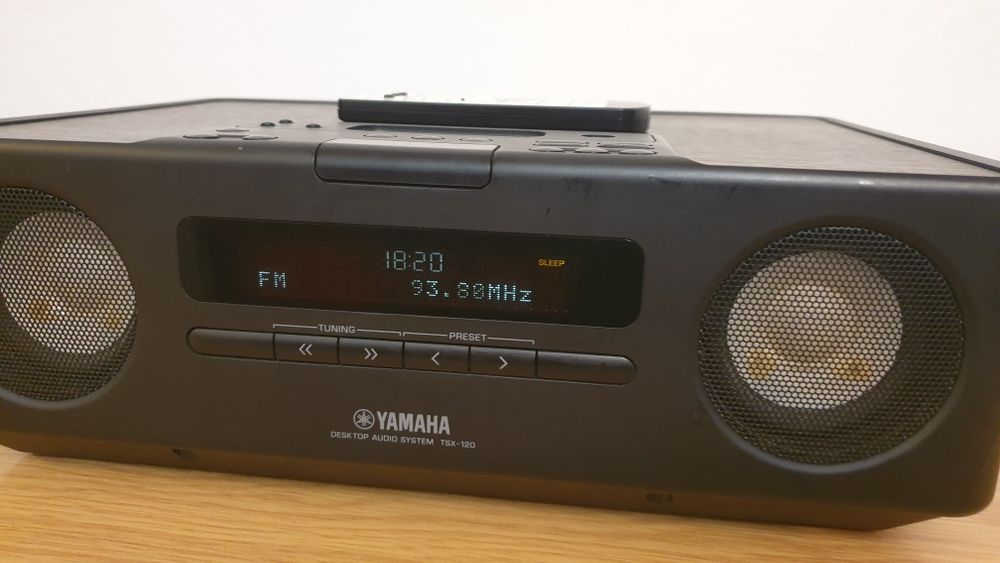 18:20
SLEEP
FM 93.80MHz
TUNING PRESET
YAMAHA
DESKTOP AUDIO SYSTEM TSX-120